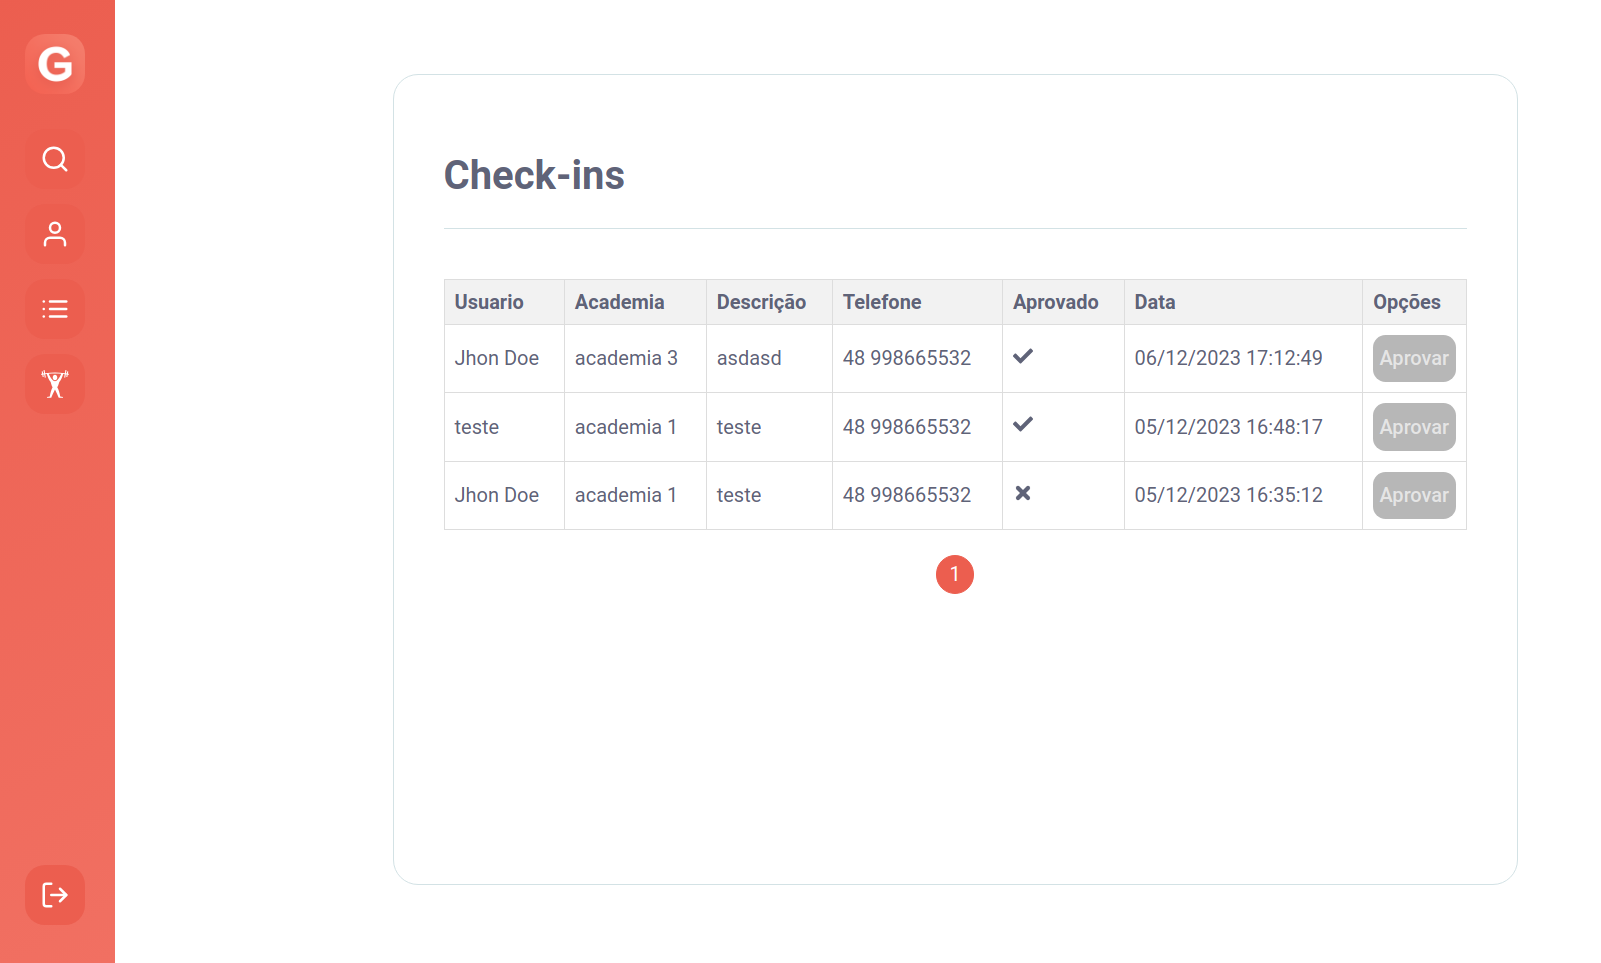 G
Check-ins
Usuario Academia Descrição Telefone Aprovado Data Opções
Jhon Doe academia 3 asdasd 48 998665532 06/12/2023 17:12:49 Aprovar
teste academia 1 teste 48 998665532 05/12/2023 16:48:17 Aprovar
Jhon Doe academia 1 teste 48 998665532 05/12/2023 16:35:12 Aprovar
1